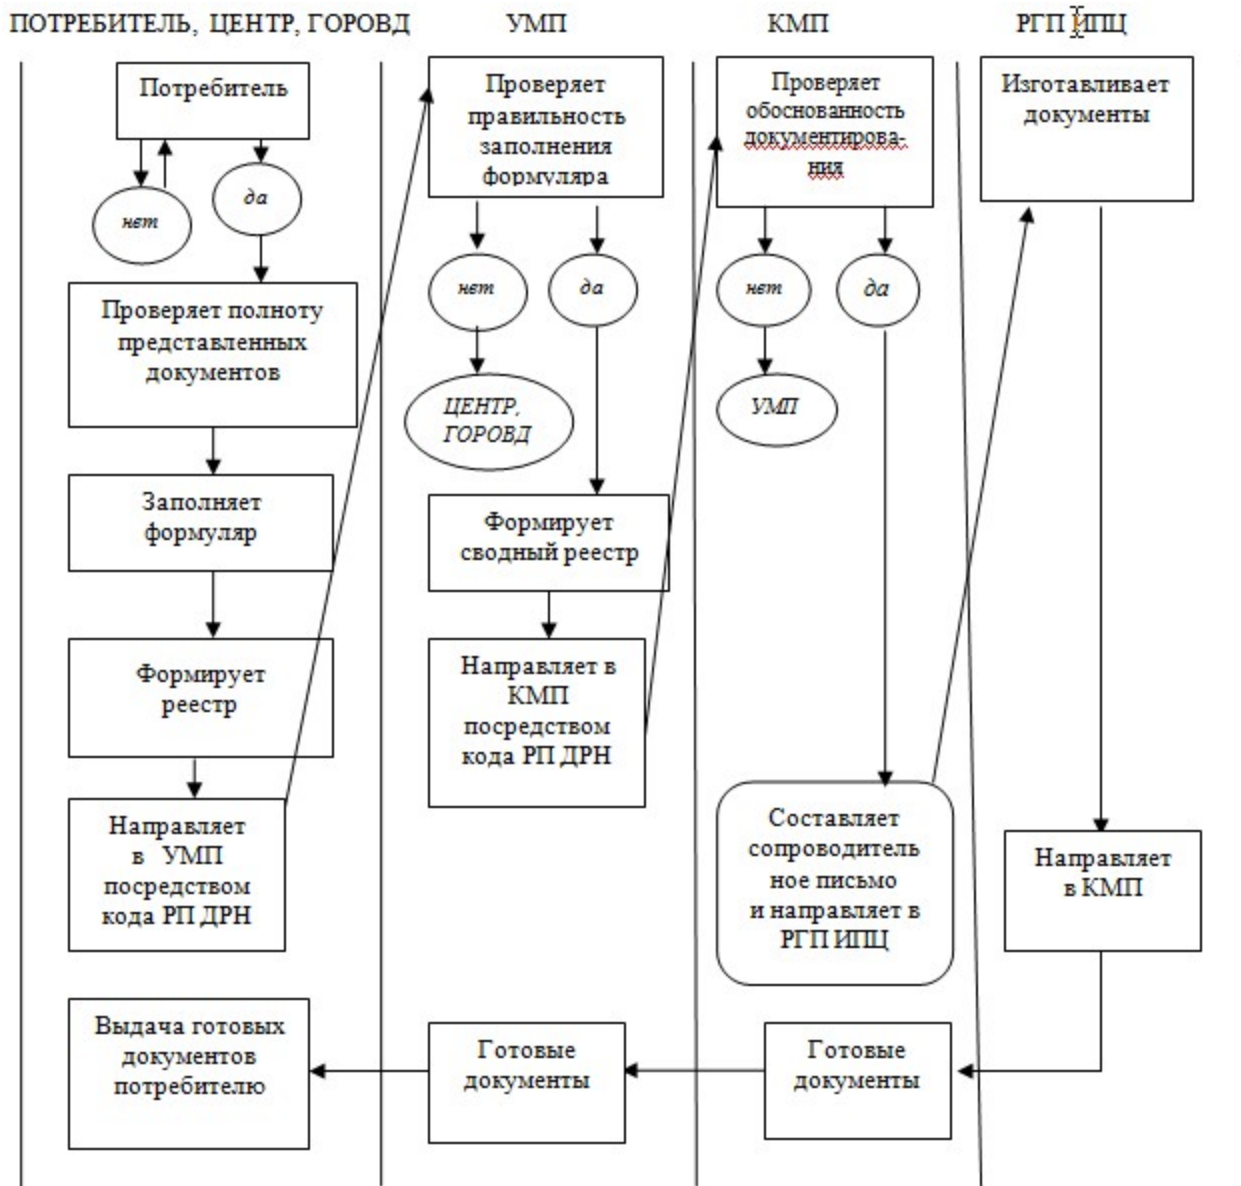 ПОТРЕБИТЕЛЬ, ЦЕНТР, ГОРОВД
УМП
КМП
РГП ИПЦ
Потребитель
нет
да
Проверяет полноту
представленных
документов
Заполняет
формуляр
Формирует
реестр
Направляет
в УМП
посредством
кода РП ДРН
Выдача готовых
документов
потребителю
Проверяет
правильность
заполнения
формуляра
нет
да
ЦЕНТР,
ГОРОВД
Формирует
сводный реестр
Направляет в
КМП
посредством
кода РП ДРН
Готовые
документы
Проверяет
обоснованность
документирова-
ния
нет
да
УМП
Составляет
сопроводитель
ное письмо
и направляет в
РГП ИПЦ
Готовые
документы
Изготавливает
документы
Направляет
в КМП